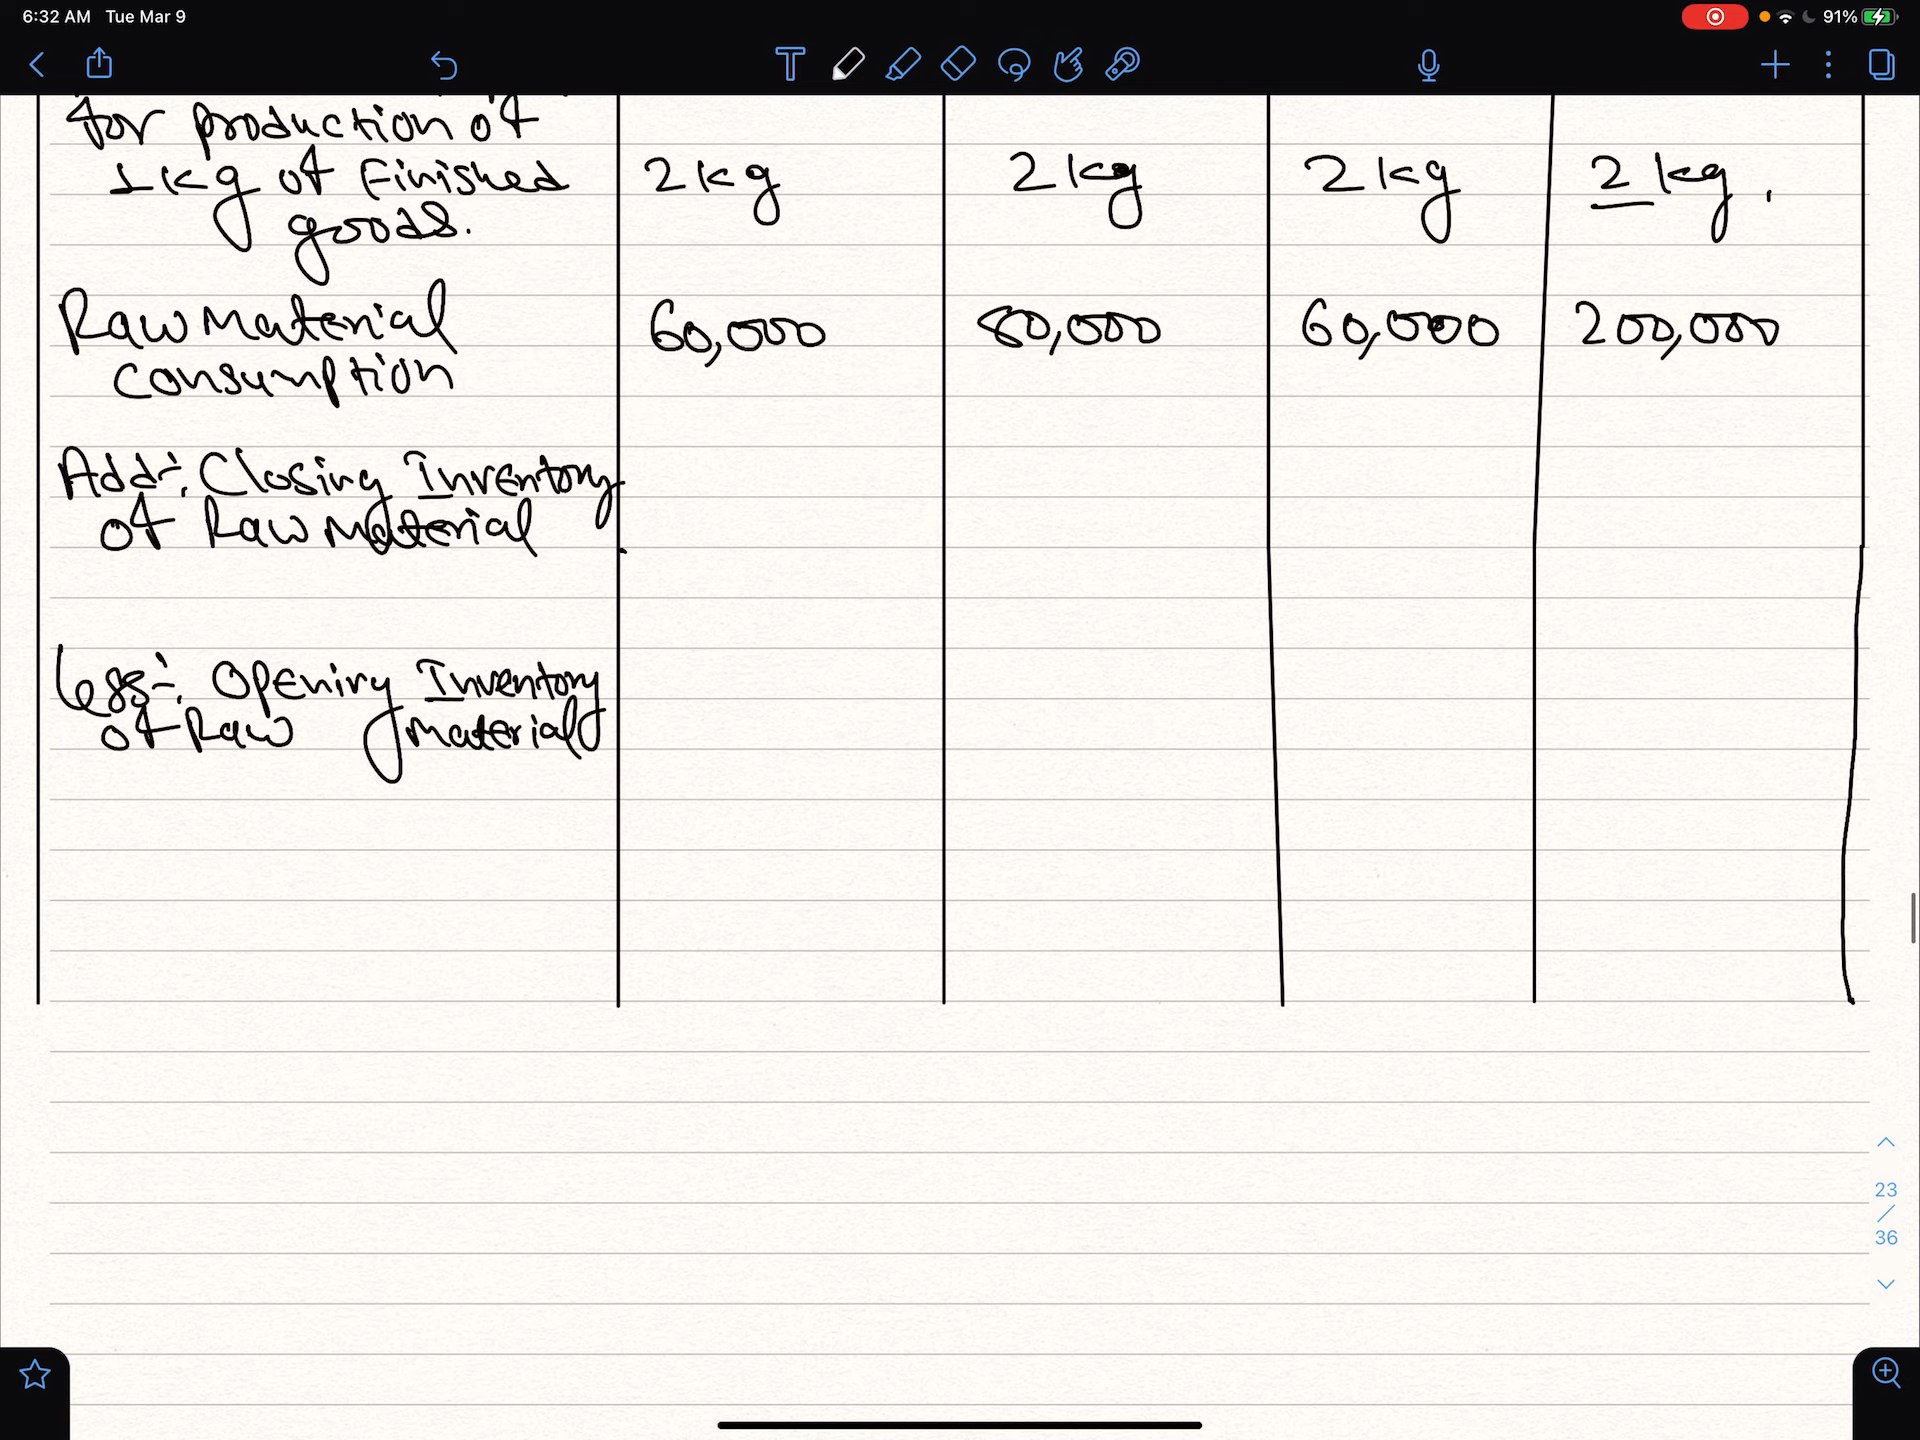 6:32 AM Tue Mar 9
91%
for production of
1kg of Finished
goods.
2kg 2kg 2kg 2kg.
Raw Material
consumption
60,000 80,000 60,000 200,000
Add:. Closing Inventory
of Raw Material
Less:. Opening Inventory
of Raw Material
23
/
36